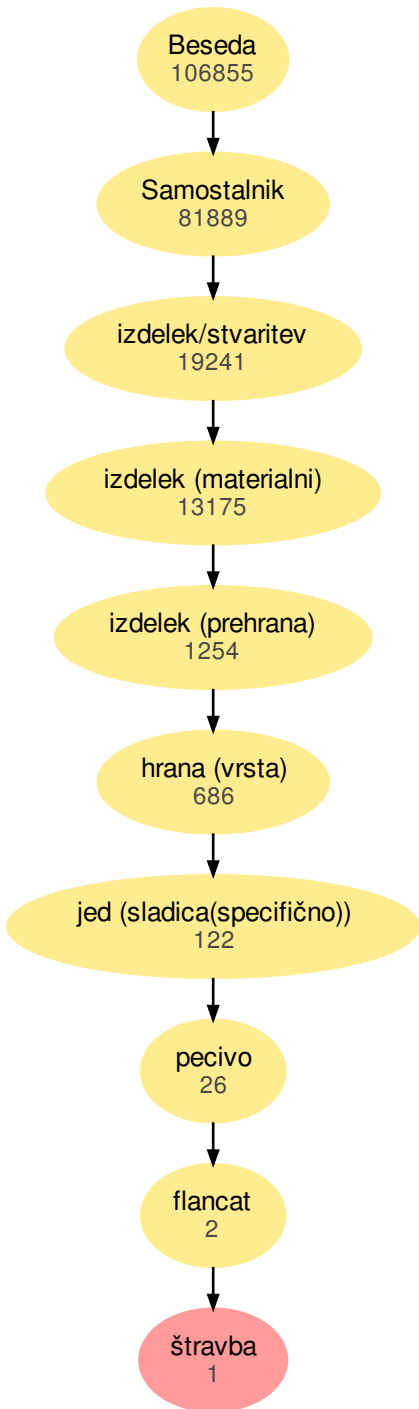 Beseda
106855
Samostalnik
81889
izdelek/stvaritev
19241
izdelek (materialni)
13175
izdelek (prehrana)
1254
hrana (vrsta)
686
jed (sladica(specifično))
122
pecivo
26
flancat
2
štravba
1